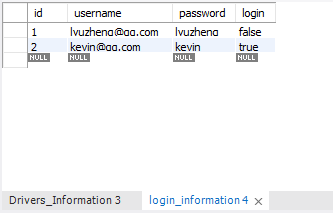 id username password login
1 lvuzheng@qq.com lvuzheng false
2 kevin@qq.com kevin true
NULL NULL NULL NULL
Drivers_Information 3 login_information 4